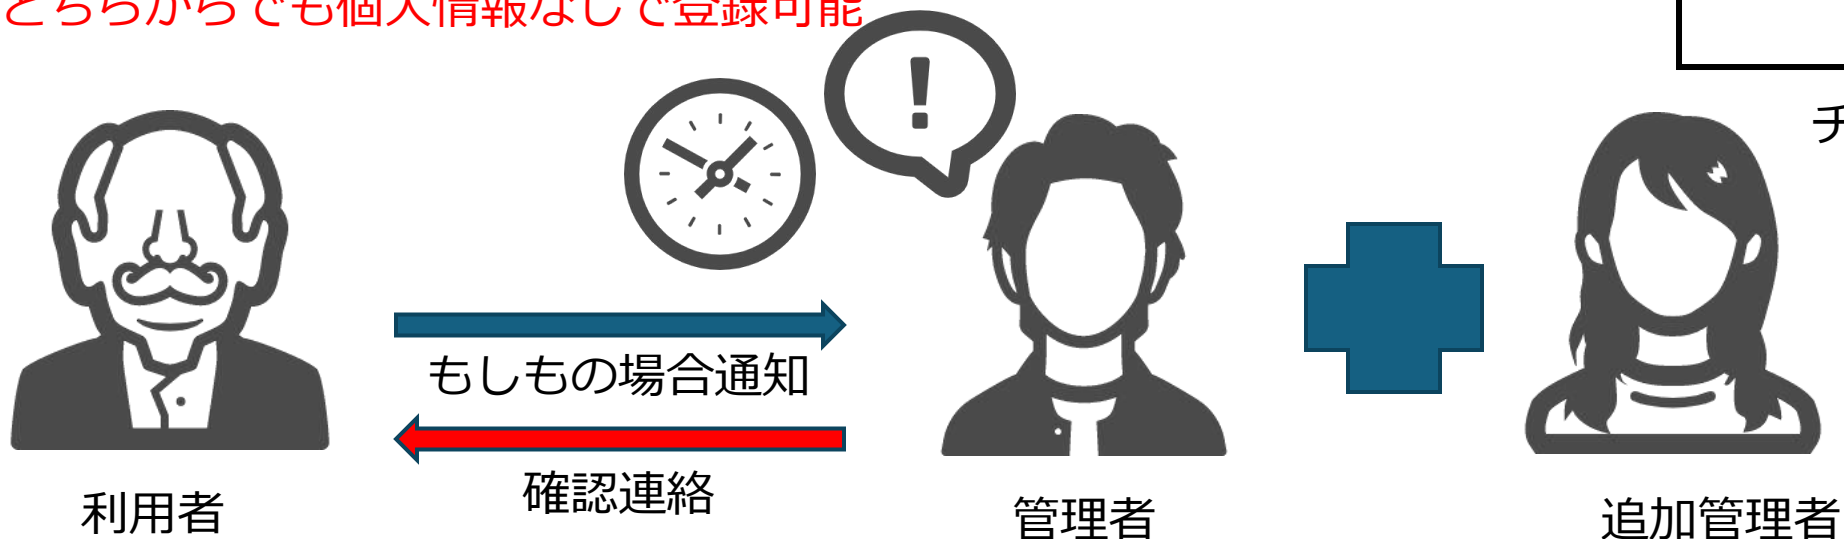 どちらからでも個人情報なしで登録可能
!
チ
もしもの場合通知
確認連絡
利用者
管理者
追加管理者